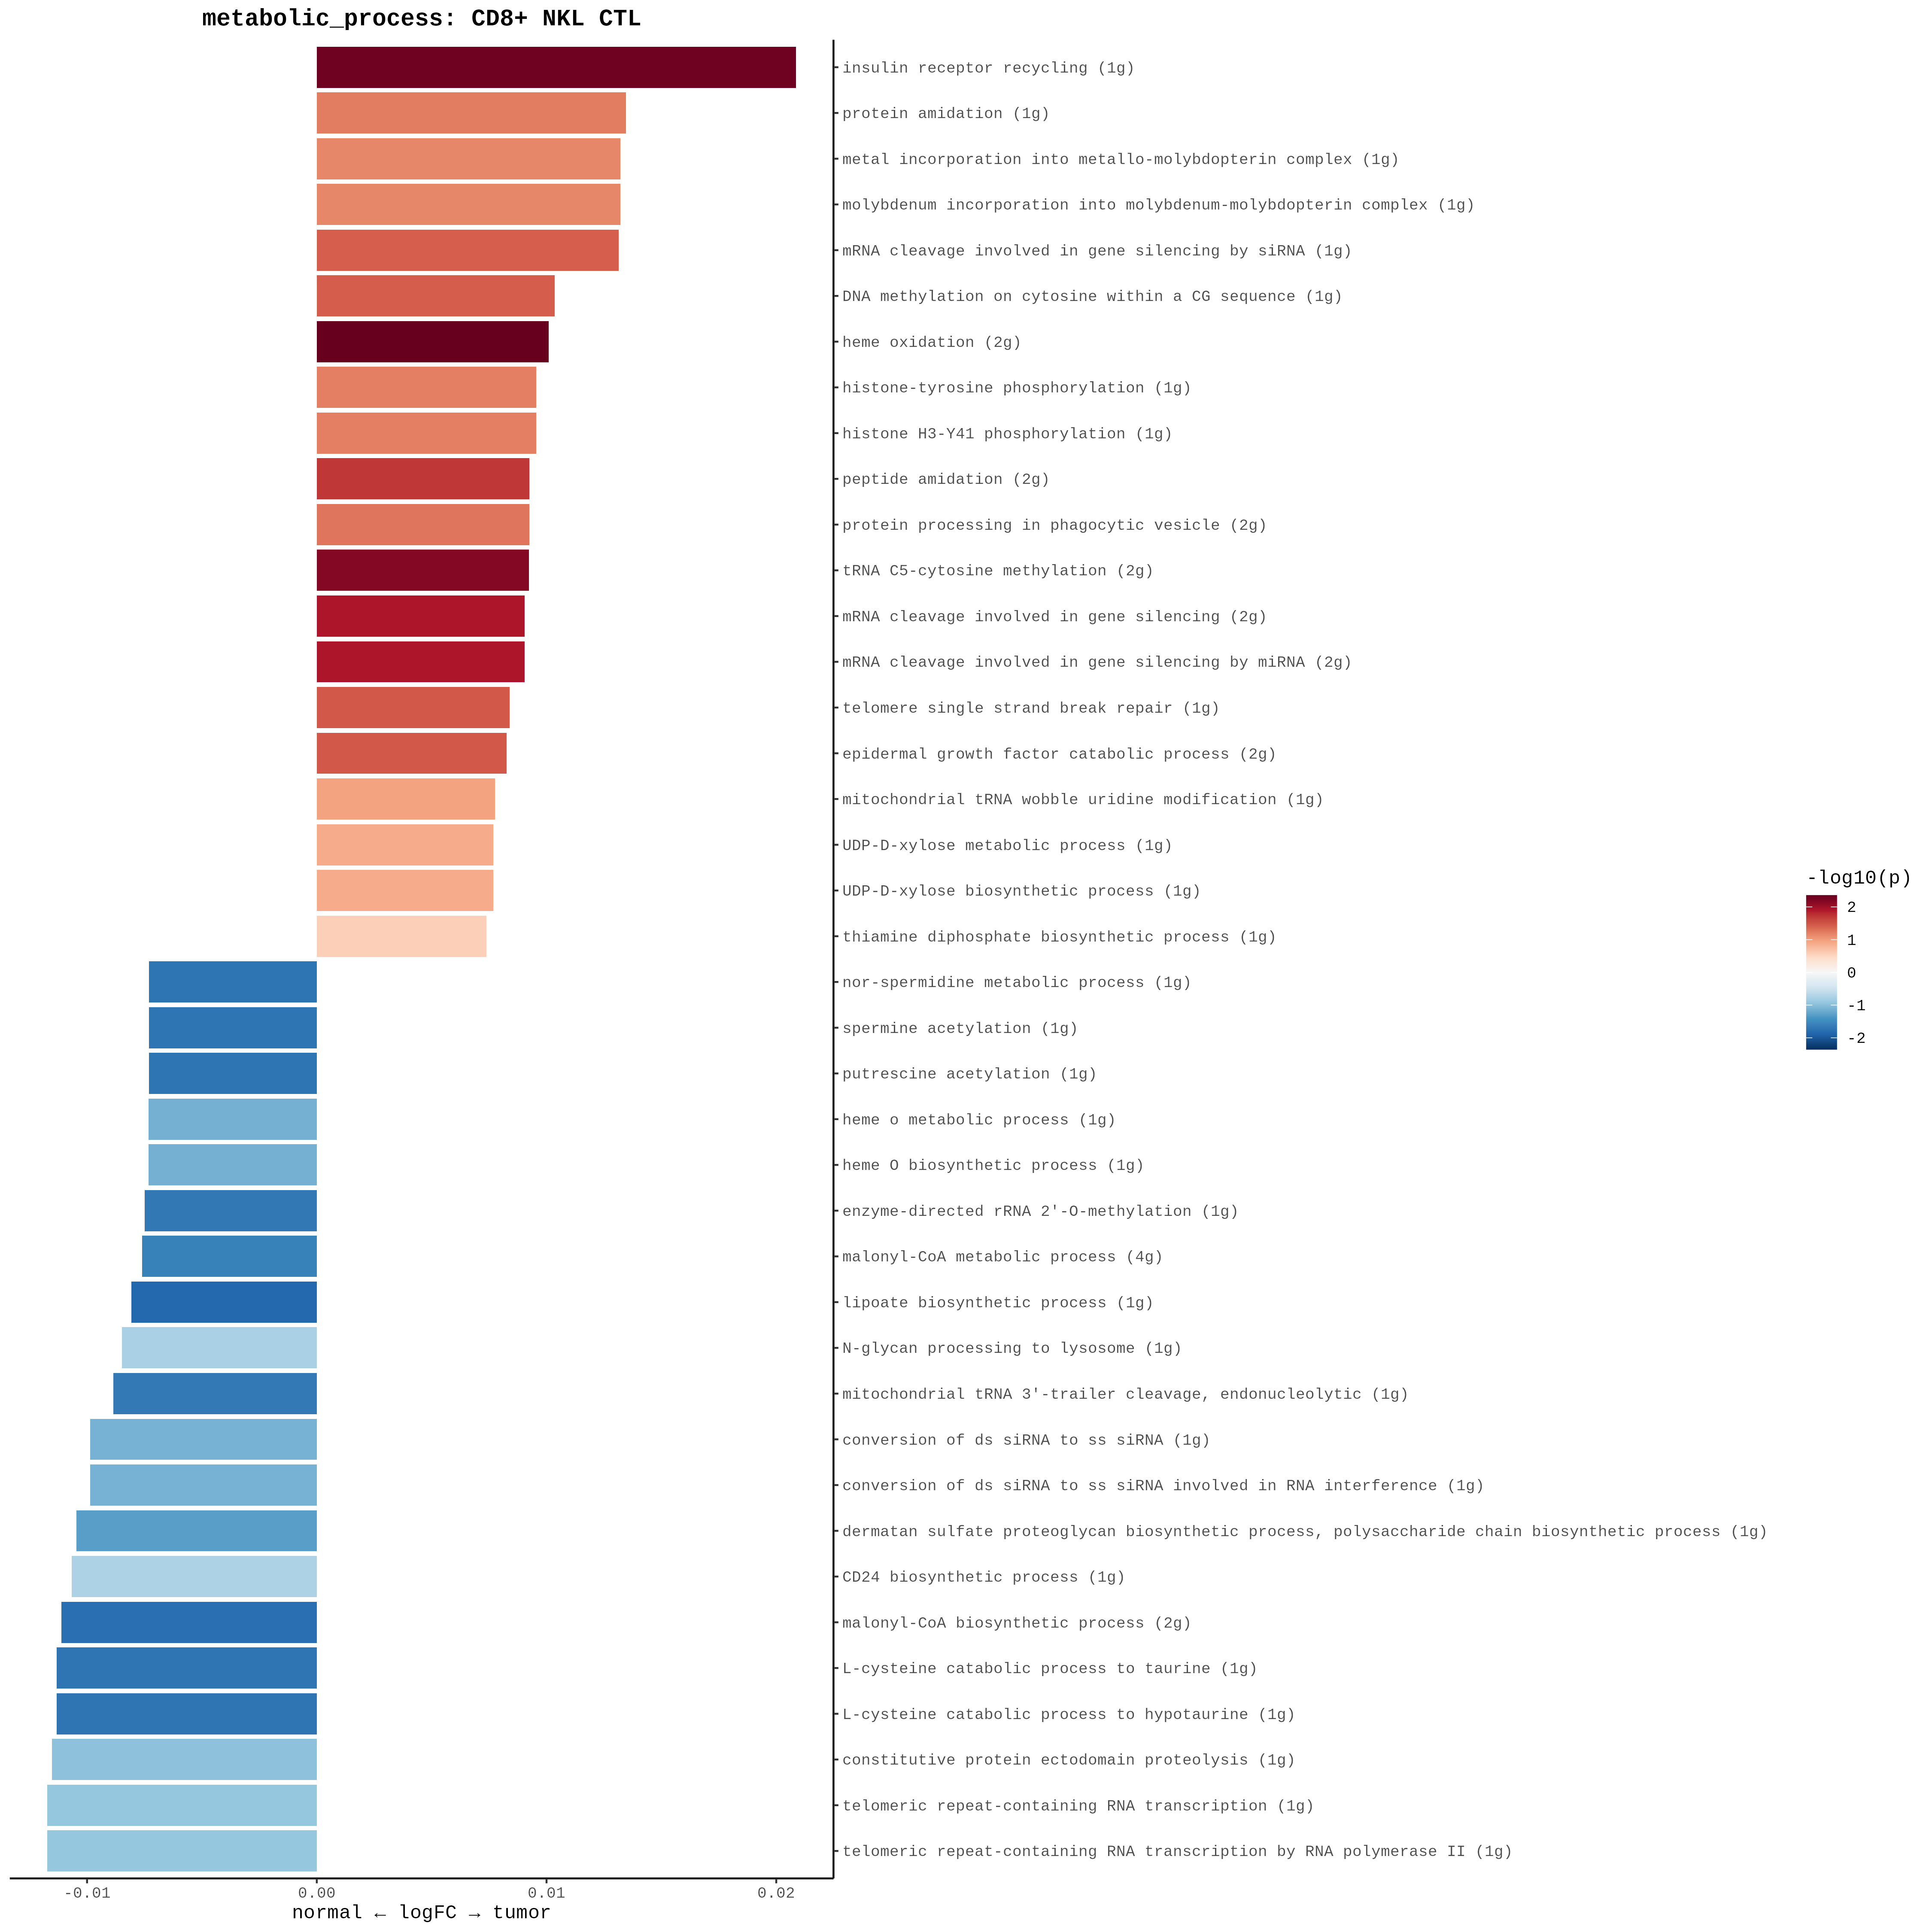 metabolic_process: CD8+ NKL CTL
insulin receptor recycling (1g)
protein amidation (1g)
metal incorporation into metallo-molybdopterin complex (1g)
molybdenum incorporation into molybdenum-molybdopterin complex (1g)
mRNA cleavage involved in gene silencing by siRNA (1g)
DNA methylation on cytosine within a CG sequence (1g)
heme oxidation (2g)
histone-tyrosine phosphorylation (1g)
histone H3-Y41 phosphorylation (1g)
peptide amidation (2g)
protein processing in phagocytic vesicle (2g)
tRNA C5-cytosine methylation (2g)
mRNA cleavage involved in gene silencing (2g)
mRNA cleavage involved in gene silencing by miRNA (2g)
telomere single strand break repair (1g)
epidermal growth factor catabolic process (2g)
mitochondrial tRNA wobble uridine modification (1g)
UDP-D-xylose metabolic process (1g)
UDP-D-xylose biosynthetic process (1g)
thiamine diphosphate biosynthetic process (1g)
nor-spermidine metabolic process (1g)
spermine acetylation (1g)
putrescine acetylation (1g)
heme o metabolic process (1g)
heme O biosynthetic process (1g)
enzyme-directed rRNA 2'-O-methylation (1g)
malonyl-CoA metabolic process (4g)
lipoate biosynthetic process (1g)
N-glycan processing to lysosome (1g)
mitochondrial tRNA 3'-trailer cleavage, endonucleolytic (1g)
conversion of ds siRNA to ss siRNA (1g)
conversion of ds siRNA to ss siRNA involved in RNA interference (1g)
dermatan sulfate proteoglycan biosynthetic process, polysaccharide chain biosynthetic process (1g)
CD24 biosynthetic process (1g)
malonyl-CoA biosynthetic process (2g)
L-cysteine catabolic process to taurine (1g)
L-cysteine catabolic process to hypotaurine (1g)
constitutive protein ectodomain proteolysis (1g)
telomeric repeat-containing RNA transcription (1g)
telomeric repeat-containing RNA transcription by RNA polymerase II (1g)
-0.01 0.00 0.01 0.02
normal ← logFC → tumor
-log10(p)
2
1
0
-1
-2